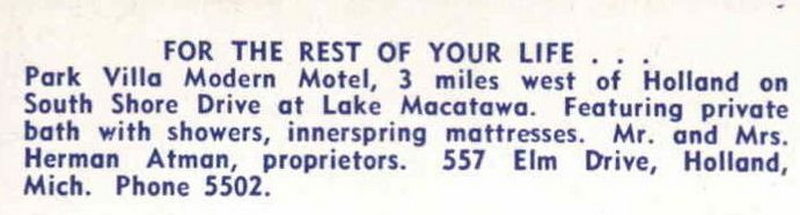 FOR THE REST OF YOUR LIFE . . .
Park Villa Modern Motel, 3 miles west of Holland on
South Shore Drive at Lake Macatawa. Featuring private
bath with showers, innerspring mattresses. Mr. and Mrs.
Herman Atman, proprietors. 557 Elm Drive, Holland,
Mich. Phone 5502.